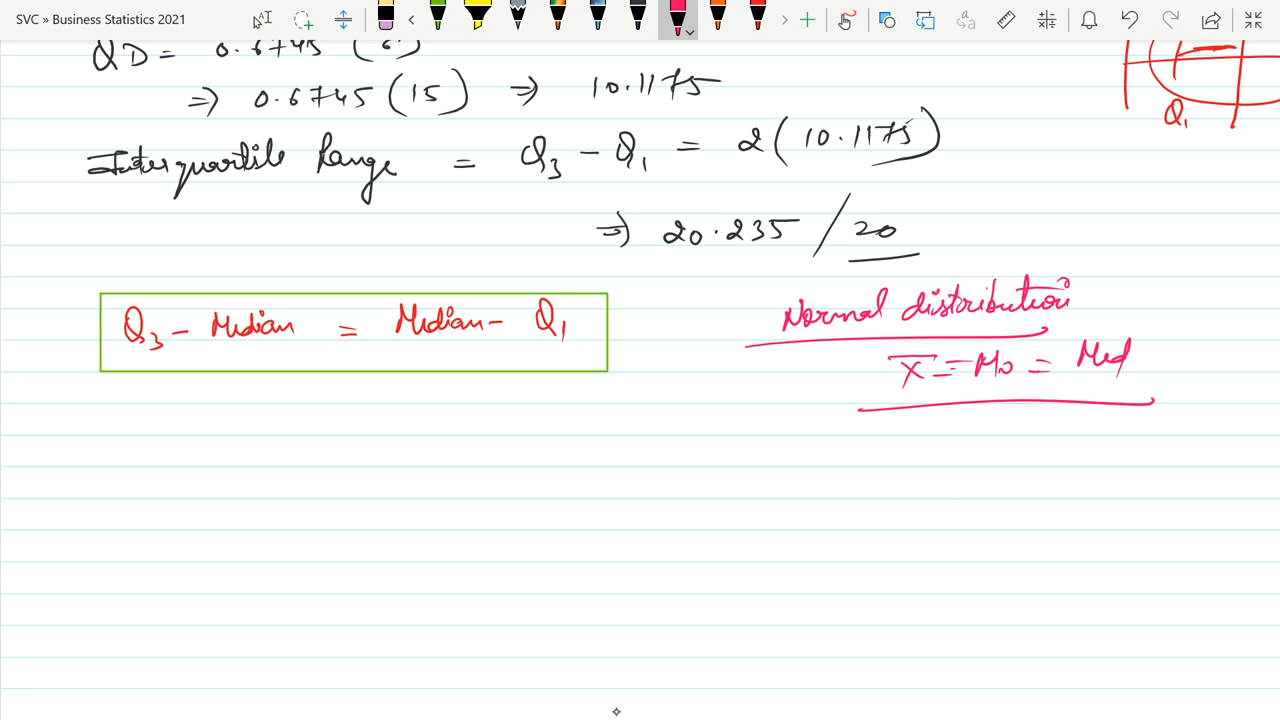 SVC » Business Statistics 2021
QD = 0.6745 (6)
⇒ 0.6745 (15) ⇒ 10.1175
Q1
Interquartile Range = Q3 − Q1 = 2(10.1175)
⇒ 20.235 / 20
Normal distribution
Q3 − Median = Median − Q1
X̅ = Mo = Med